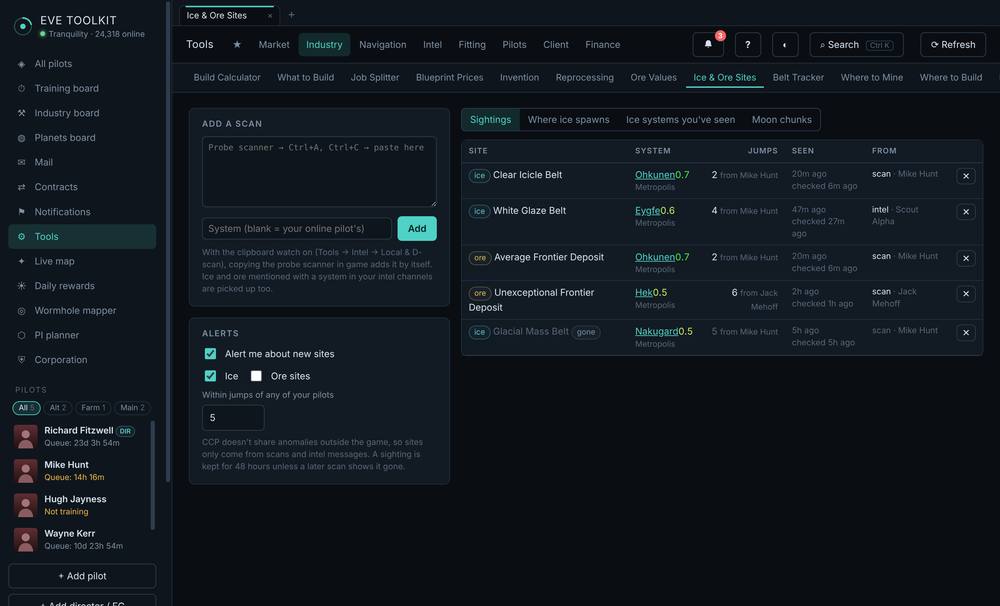 EVE TOOLKIT
Tranquility · 24,318 online
All pilots
Training board
Industry board
Planets board
Mail
Contracts
Notifications
Tools
Live map
Daily rewards
Wormhole mapper
PI planner
Corporation
PILOTS
All 5
Alt 2
Farm 1
Main 2
Richard Fitzwell DIR
Queue: 23d 3h 54m
Mike Hunt
Queue: 14h 16m
Hugh Jayness
Not training
Wayne Kerr
Queue: 10d 23h 54m
+ Add pilot
+ Add director / FC
Ice & Ore Sites × +
Tools ★ Market Industry Navigation Intel Fitting Pilots Client Finance 3 ? Search Ctrl K Refresh
Build Calculator What to Build Job Splitter Blueprint Prices Invention Reprocessing Ore Values Ice & Ore Sites Belt Tracker Where to Mine Where to Build
ADD A SCAN
Probe scanner → Ctrl+A, Ctrl+C → paste here
System (blank = your online pilot's) Add
With the clipboard watch on (Tools → Intel → Local & D-
scan), copying the probe scanner in game adds it by itself.
Ice and ore mentioned with a system in your intel channels
are picked up too.
ALERTS
Alert me about new sites
Ice Ore sites
Within jumps of any of your pilots
5
CCP doesn't share anomalies outside the game, so sites
only come from scans and intel messages. A sighting is
kept for 48 hours unless a later scan shows it gone.
Sightings Where ice spawns Ice systems you've seen Moon chunks
SITE SYSTEM JUMPS SEEN FROM
ice Clear Icicle Belt Ohkunen0.7 2 from Mike Hunt 20m ago scan · Mike Hunt ×
Metropolis checked 6m ago
ice White Glaze Belt Eygfe0.6 4 from Mike Hunt 47m ago intel · Scout ×
Metropolis checked 27m Alpha
ago
ore Average Frontier Deposit Ohkunen0.7 2 from Mike Hunt 20m ago scan · Mike Hunt ×
Metropolis checked 6m ago
ore Unexceptional Frontier Hek0.5 6 from Jack 2h ago scan · Jack ×
Deposit Metropolis Mehoff checked 1h ago Mehoff
ice Glacial Mass Belt gone Nakugard0.5 5 from Mike Hunt 5h ago scan · Mike Hunt ×
Metropolis checked 5h ago